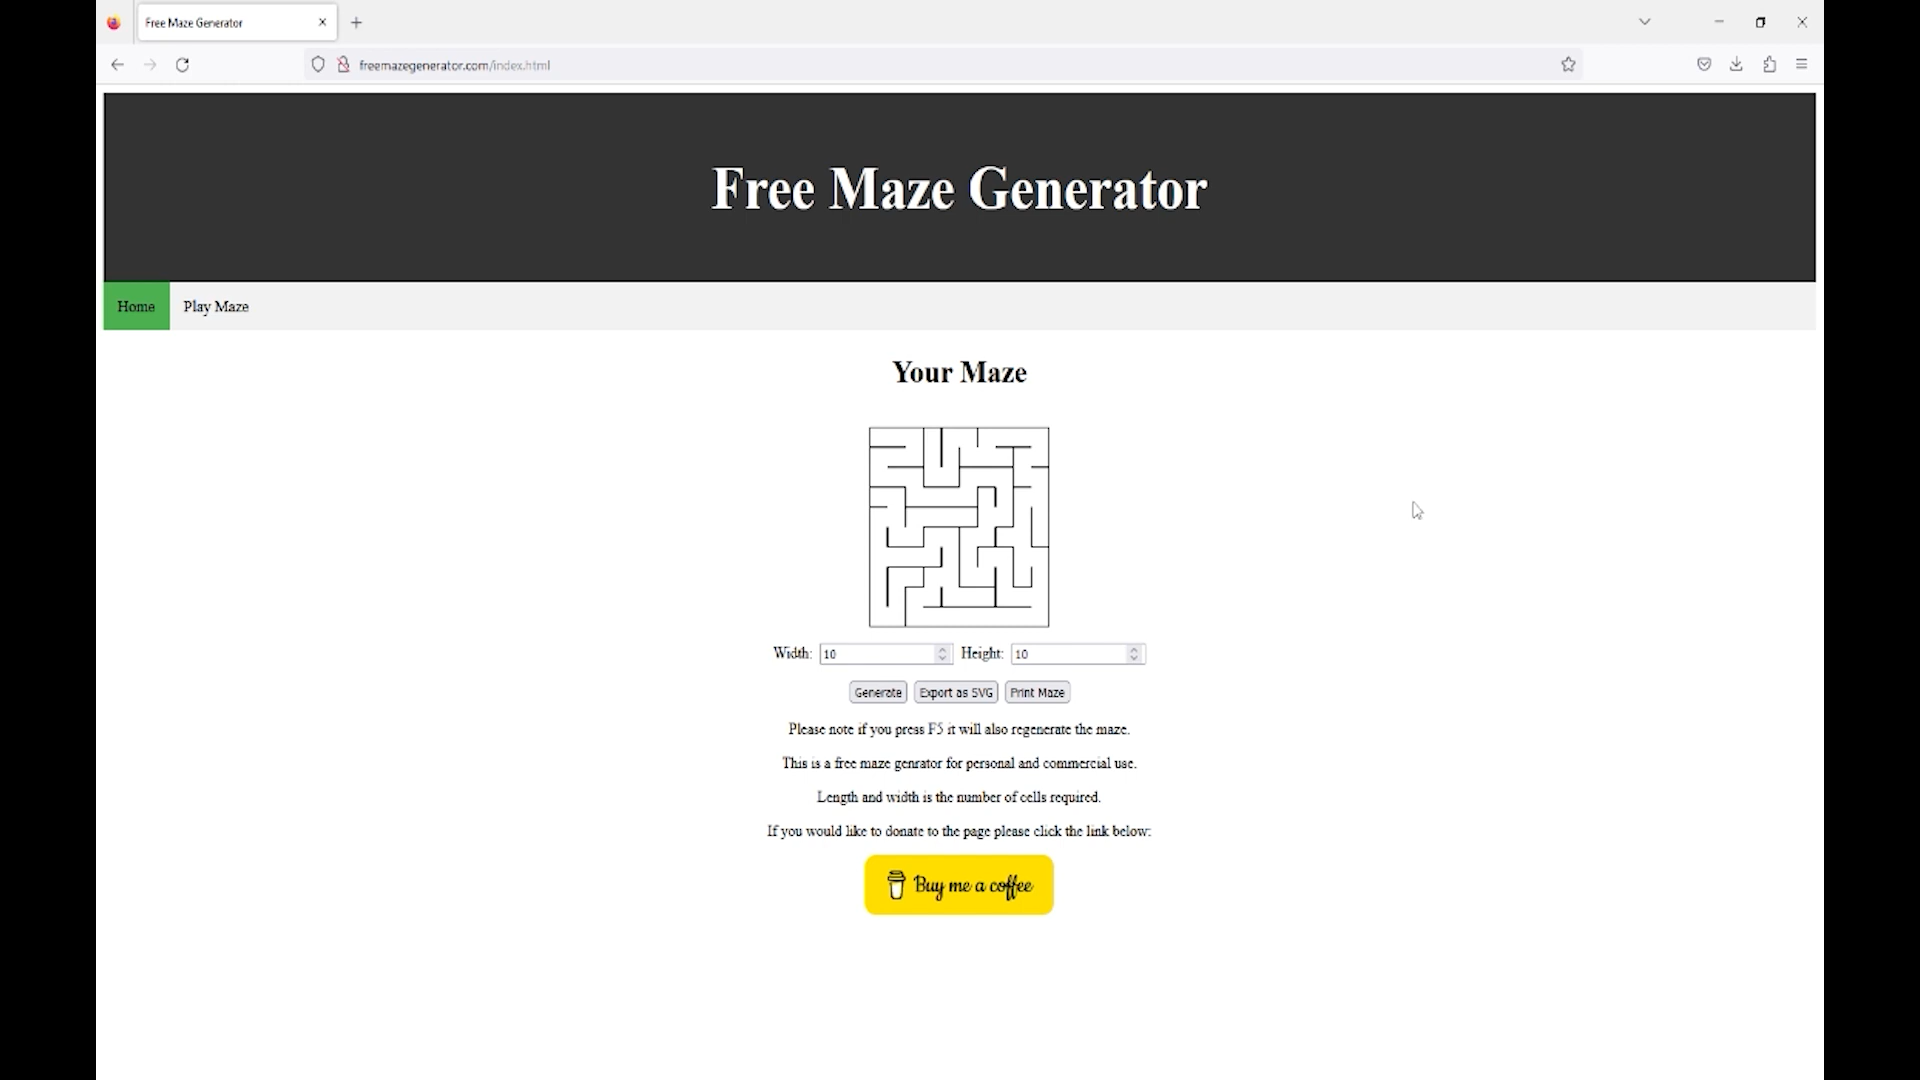 Free Maze Generator
freemazegenerator.com/index.html
Free Maze Generator
Home Play Maze
Your Maze
Width: 10 Height: 10
Generate Export as SVG Print Maze
Please note if you press F5 it will also regenerate the maze.
This is a free maze genrator for personal and commercial use.
Length and width is the number of cells required.
If you would like to donate to the page please click the link below:
Buy me a coffee